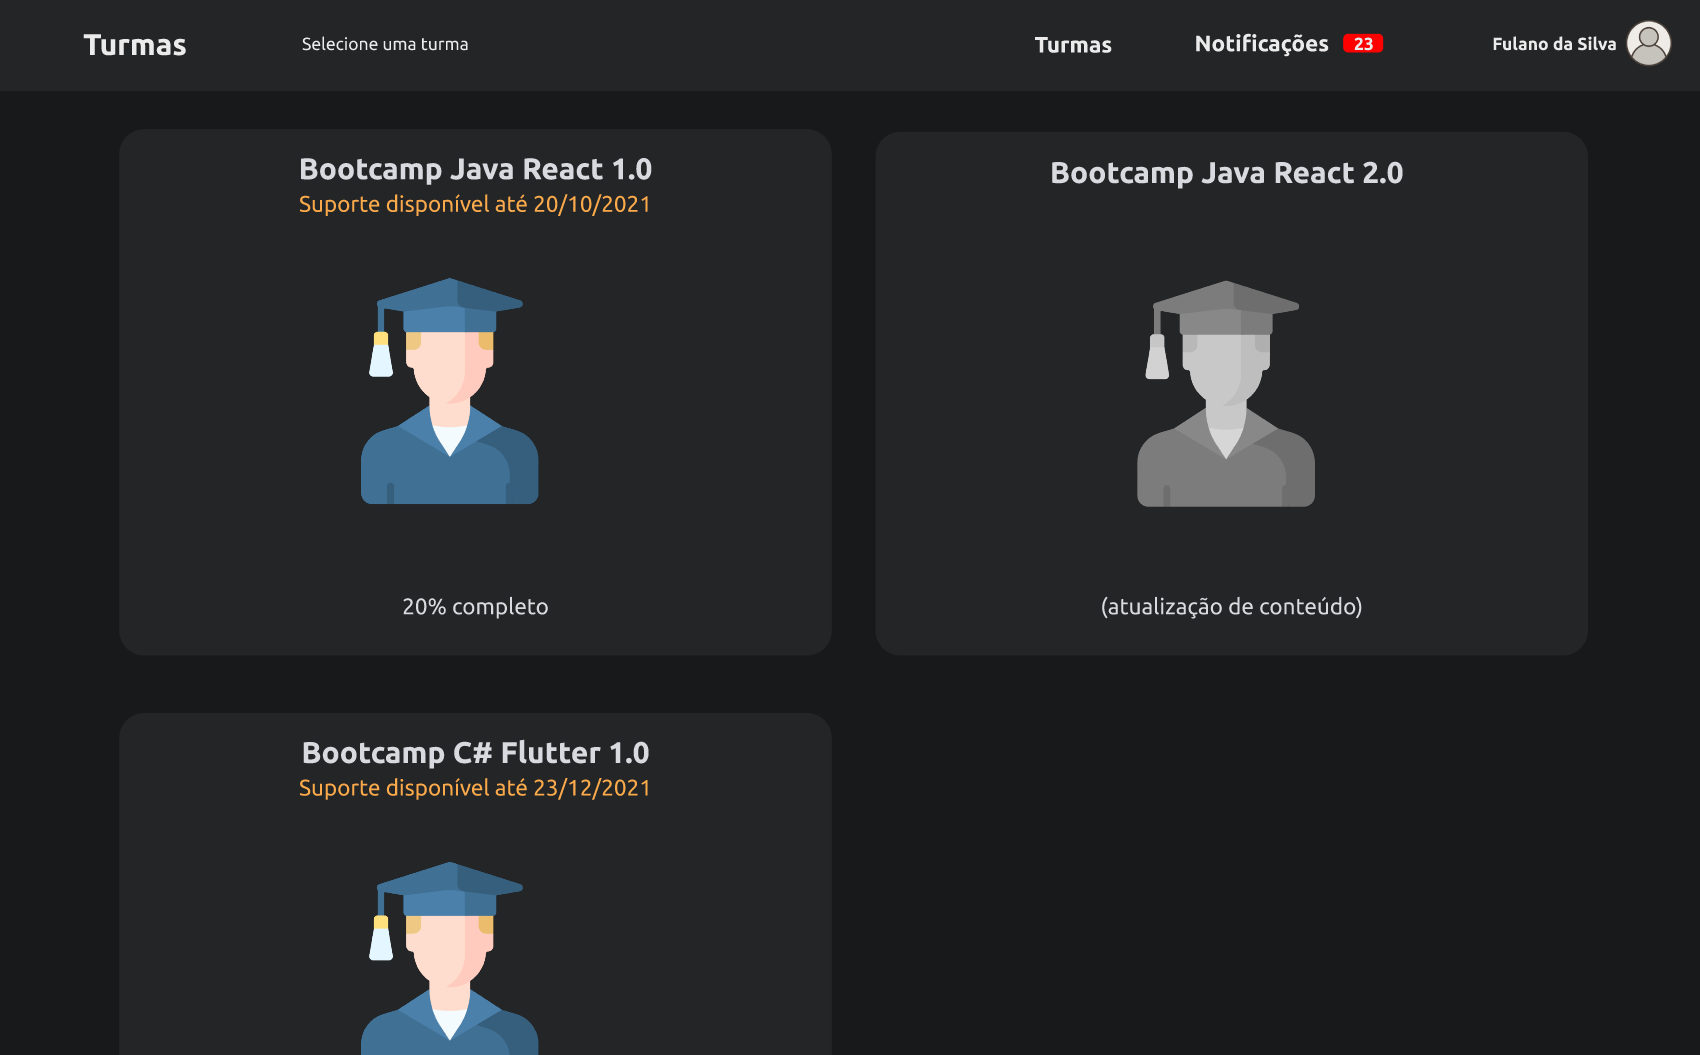 Turmas
Selecione uma turma
Turmas
Notificações 23
Fulano da Silva
Bootcamp Java React 1.0
Suporte disponível até 20/10/2021
20% completo
Bootcamp Java React 2.0
(atualização de conteúdo)
Bootcamp C# Flutter 1.0
Suporte disponível até 23/12/2021